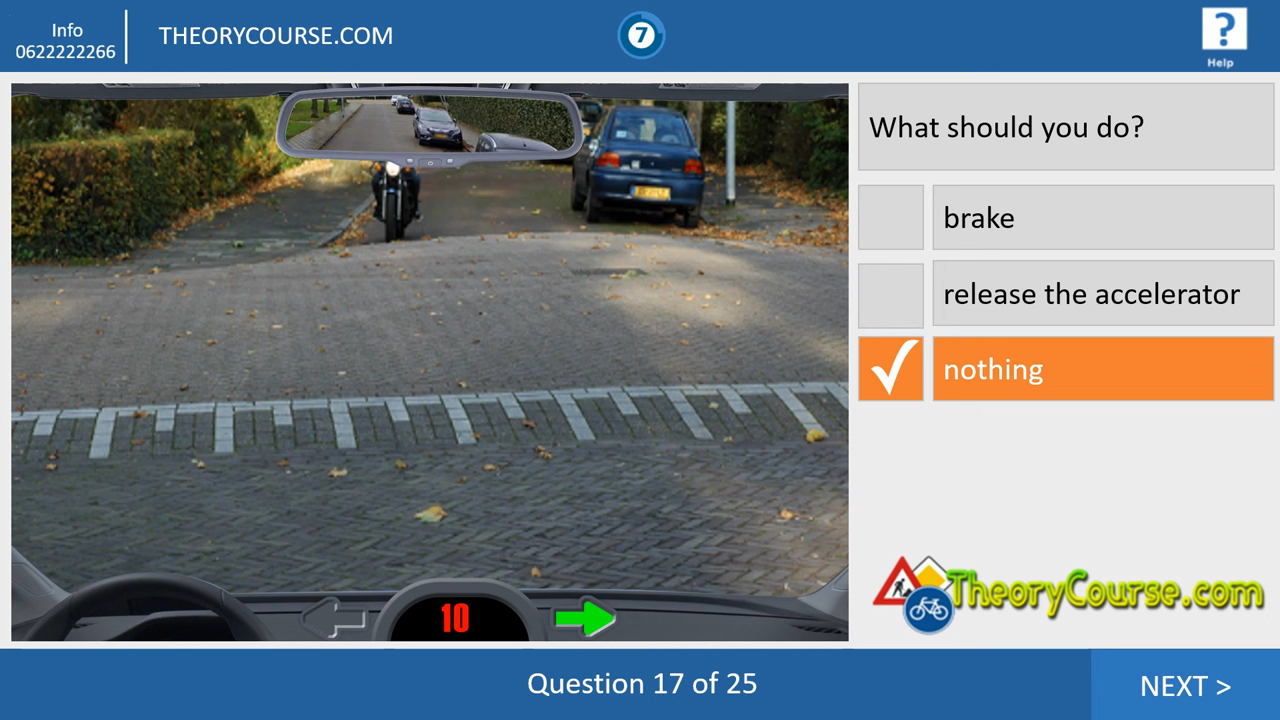 Info
0622222266
THEORYCOURSE.COM
7
?
Help
What should you do?
brake
release the accelerator
nothing
10
TheoryCourse.com
Question 17 of 25
NEXT >